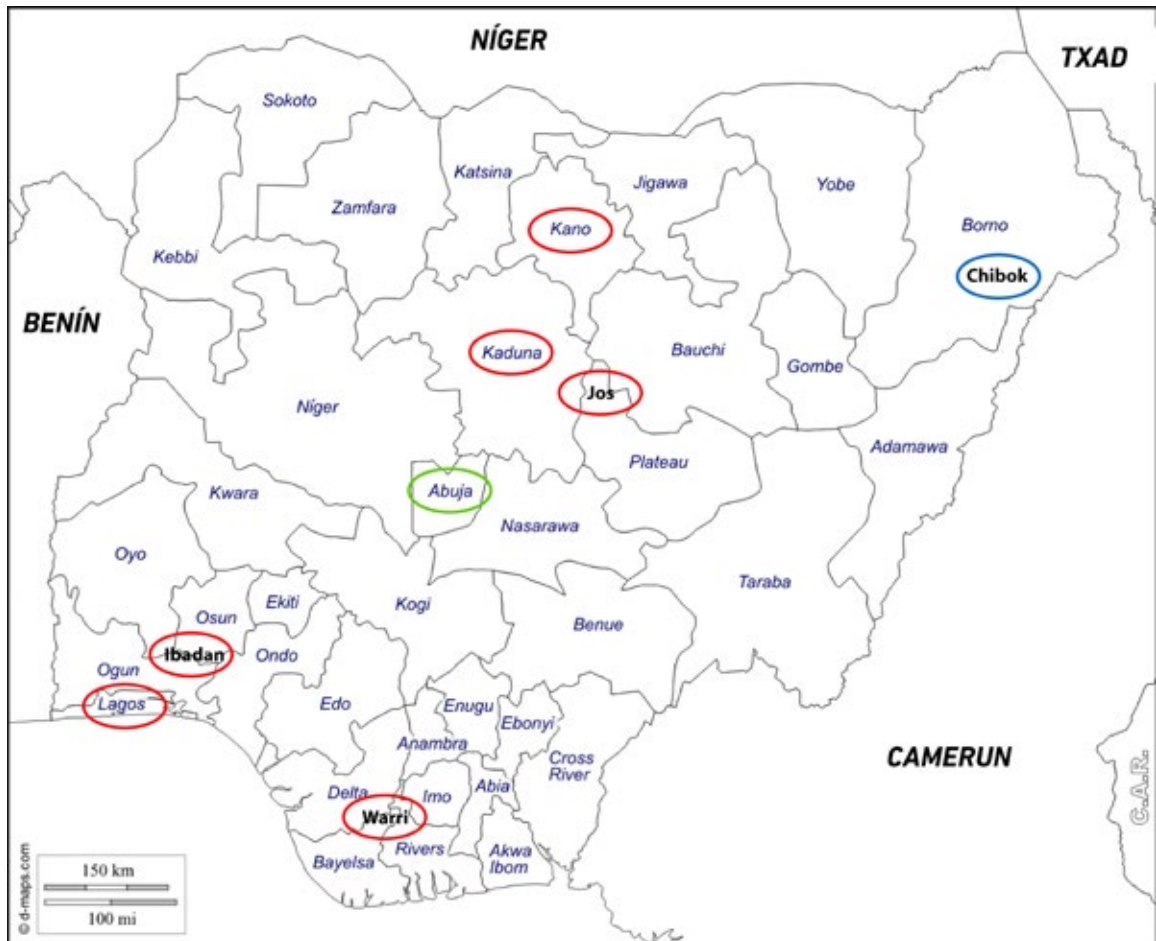 NÍGER
TXAD
Sokoto
Katsina
Jigawa
Yobe
Zamfara
Kano
Borno
Kebbi
Chibok
BENÍN
Kaduna
Bauchi
Gombe
Jos
Níger
Adamawa
Plateau
Abuja
Kwara
Nasarawa
Oyo
Taraba
Ekiti
Kogi
Osun
Benue
Ibadan
Ondo
Ogun
Lagos
Edo
Enugu
Ebonyi
Anambra
Cross
River
CAMERUN
Delta
Imo
Abia
C.A.R.
Warri
Rivers
Akwa
Ibom
Bayelsa
150 km
100 mi
© d-maps.com